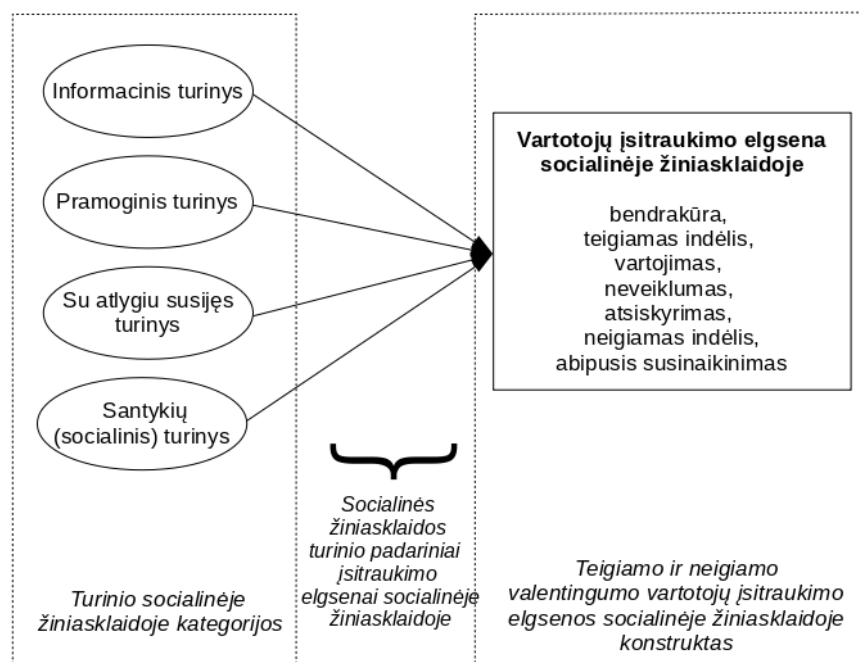 Informacinis turinys
Pramoginis turinys
Su atlygiu susijęs
turinys
Santykių
(socialinis) turinys
Turinio socialinėje
žiniasklaidoje kategorijos
Socialinės
žiniasklaidos
turinio padariniai
įsitraukimo
elgsenai socialinėje
žiniasklaidoje
Vartotojų įsitraukimo elgsena
socialinėje žiniasklaidoje
bendrakūra,
teigiamas indėlis,
vartojimas,
neveiklumas,
atsiskyrimas,
neigiamas indėlis,
abipusis susinaikinimas
Teigiamo ir neigiamo
valentingumo vartotojų įsitraukimo
elgsenos socialinėje žiniasklaidoje
konstruktas